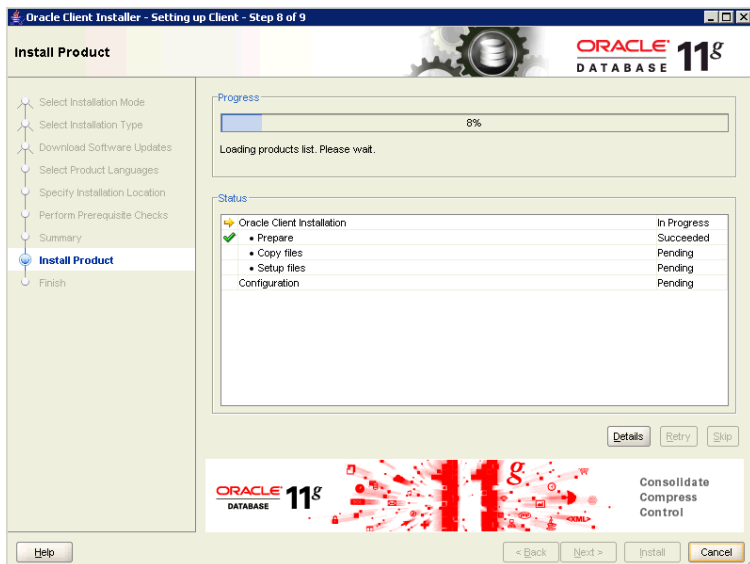 Oracle Client Installer - Setting up Client - Step 8 of 9
Install Product
ORACLE
DATABASE 11g
Select Installation Mode
Select Installation Type
Download Software Updates
Select Product Languages
Specify Installation Location
Perform Prerequisite Checks
Summary
Install Product
Finish
Progress
8%
Loading products list. Please wait.
Status
Oracle Client Installation In Progress
• Prepare Succeeded
• Copy files Pending
• Setup files Pending
Configuration Pending
Details Retry Skip
ORACLE
DATABASE 11g
11g
<XML>
Consolidate
Compress
Control
Help < Back Next > Install Cancel